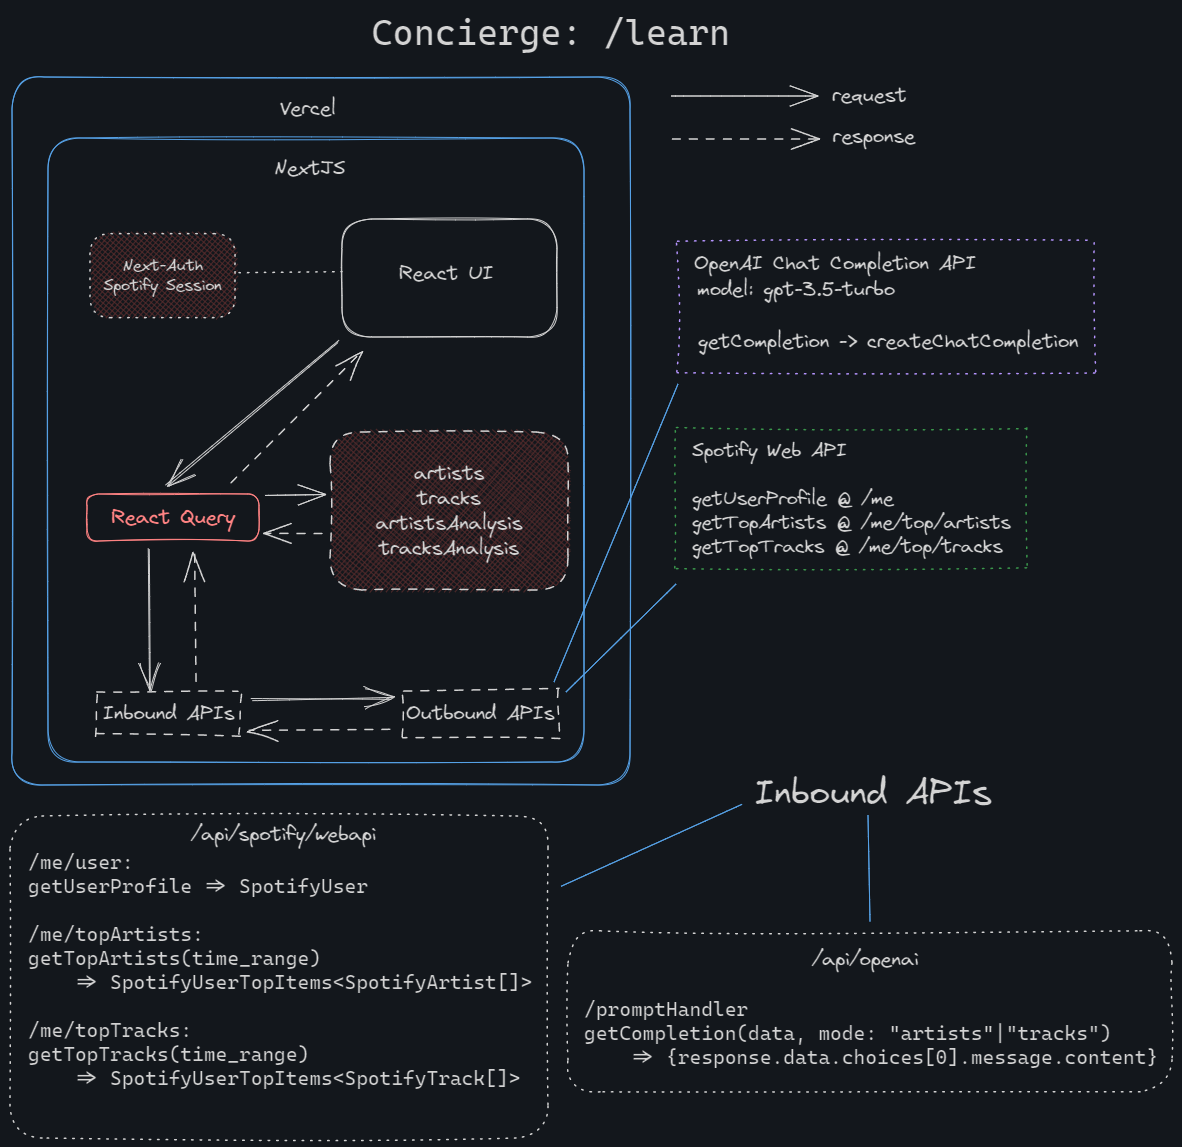 Concierge: /learn
Vercel
request
response
NextJS
Next-Auth
Spotify Session
React UI
OpenAI Chat Completion API
model: gpt-3.5-turbo
getCompletion -> createChatCompletion
Spotify Web API
getUserProfile @ /me
getTopArtists @ /me/top/artists
getTopTracks @ /me/top/tracks
artists
tracks
artistsAnalysis
tracksAnalysis
React Query
Inbound APIs
Outbound APIs
Inbound APIs
/api/spotify/webapi
/me/user:
getUserProfile => SpotifyUser
/me/topArtists:
getTopArtists(time_range)
=> SpotifyUserTopItems<SpotifyArtist[]>
/me/topTracks:
getTopTracks(time_range)
=> SpotifyUserTopItems<SpotifyTrack[]>
/api/openai
/promptHandler
getCompletion(data, mode: "artists"|"tracks")
=> {response.data.choices[0].message.content}